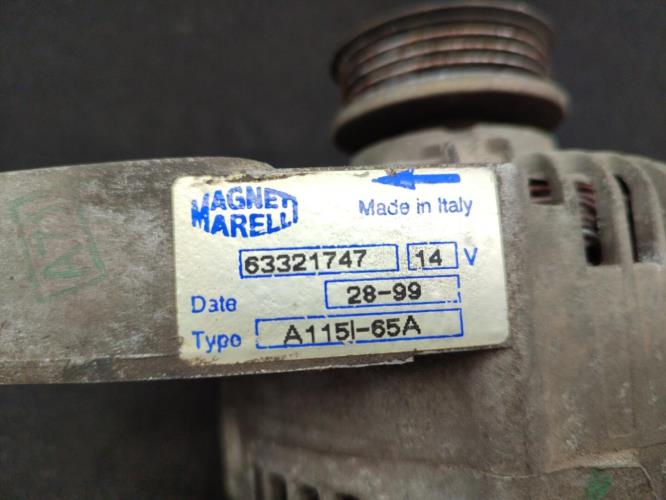 MAGNETI
MARELLI
Made in Italy
63321747 14 V
Date 28-99
Type A115I-65A